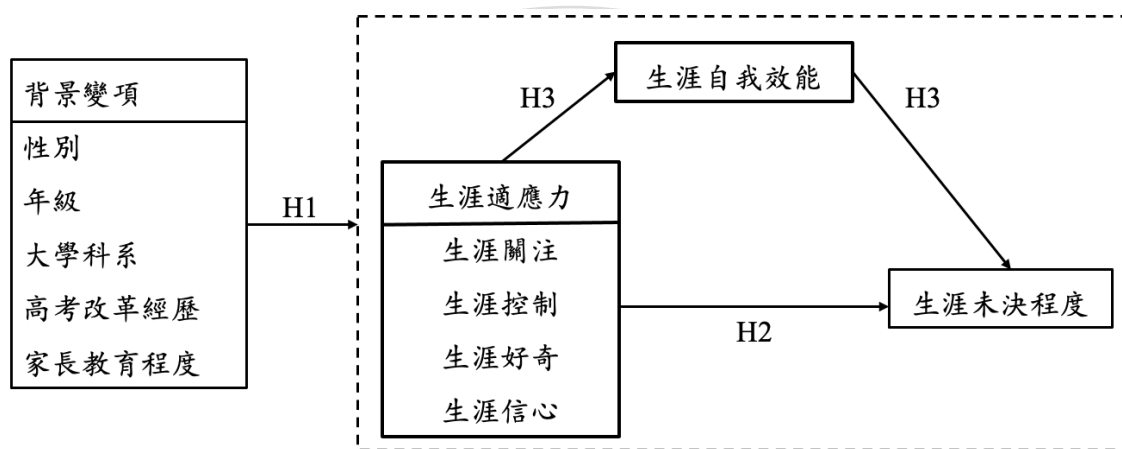 背景變項
性別
年級
大學科系
高考改革經歷
家長教育程度
H1
生涯自我效能
H3
H3
生涯適應力
生涯關注
生涯控制
生涯好奇
生涯信心
H2
生涯未決程度